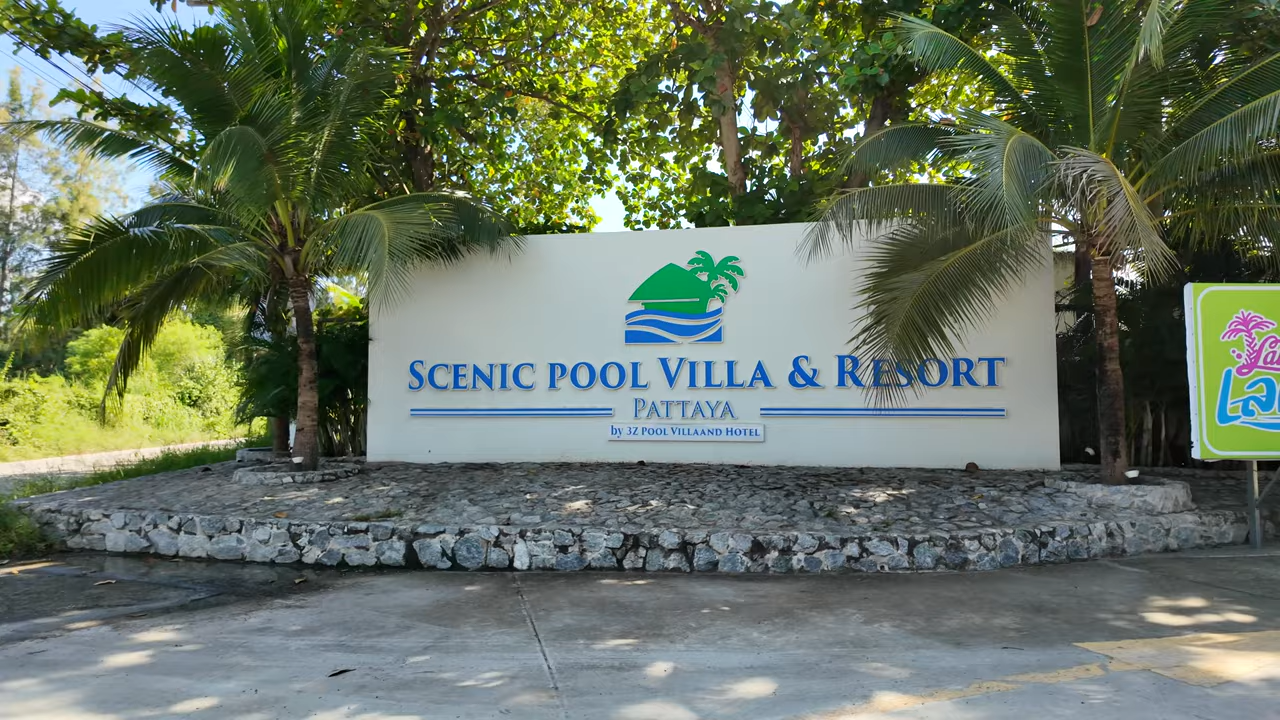 SCENIC POOL VILLA & RESORT
PATTAYA
by 3Z POOL VILLAAND HOTEL